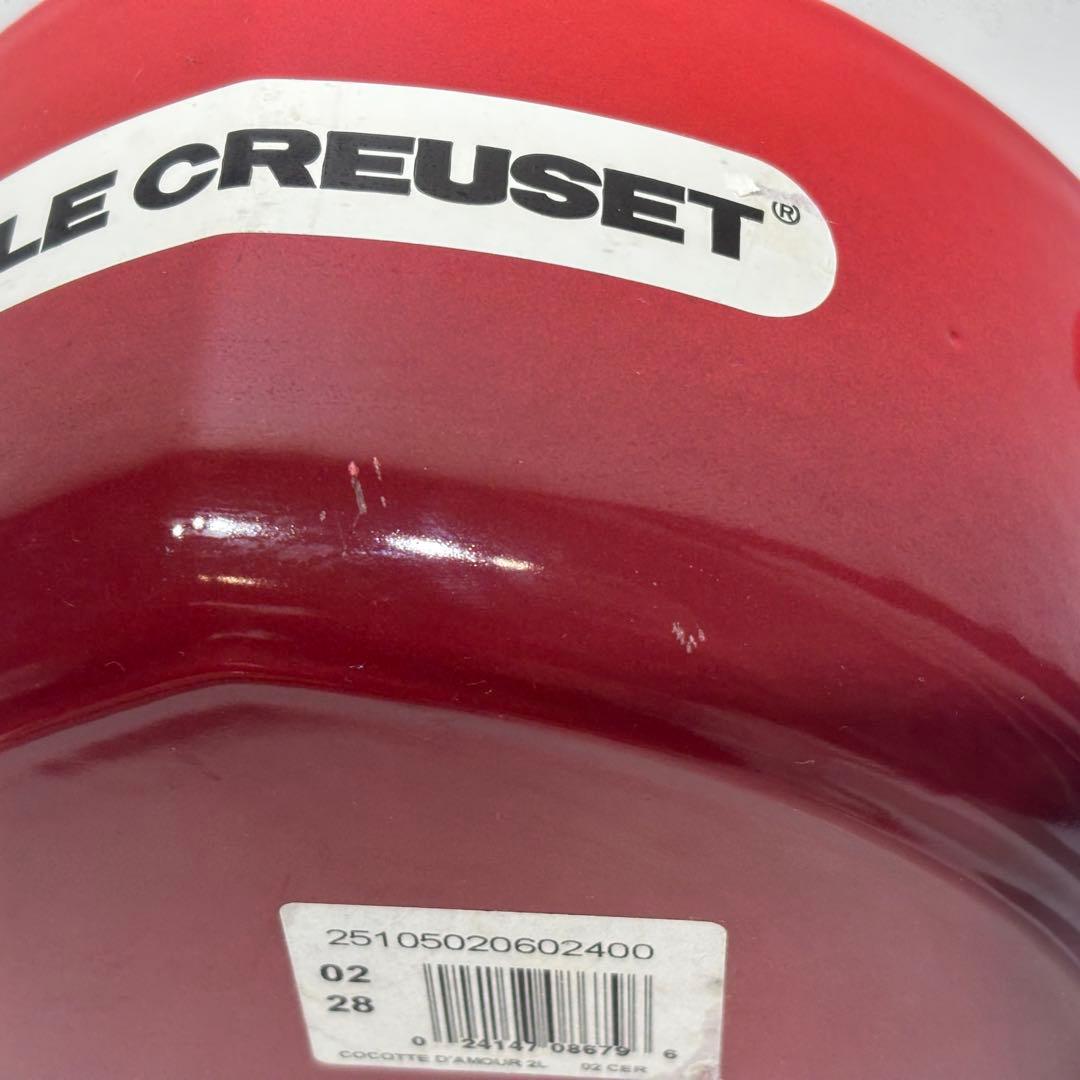 LE CREUSET®
25105020602400
02
28
0 24147 08679 6
COCOTTE D'AMOUR 2L 02 CER